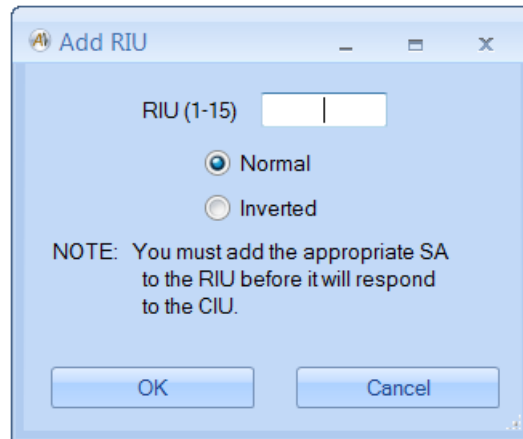 Add RIU
RIU (1-15)
Normal
Inverted
NOTE: You must add the appropriate SA
to the RIU before it will respond
to the CIU.
OK Cancel